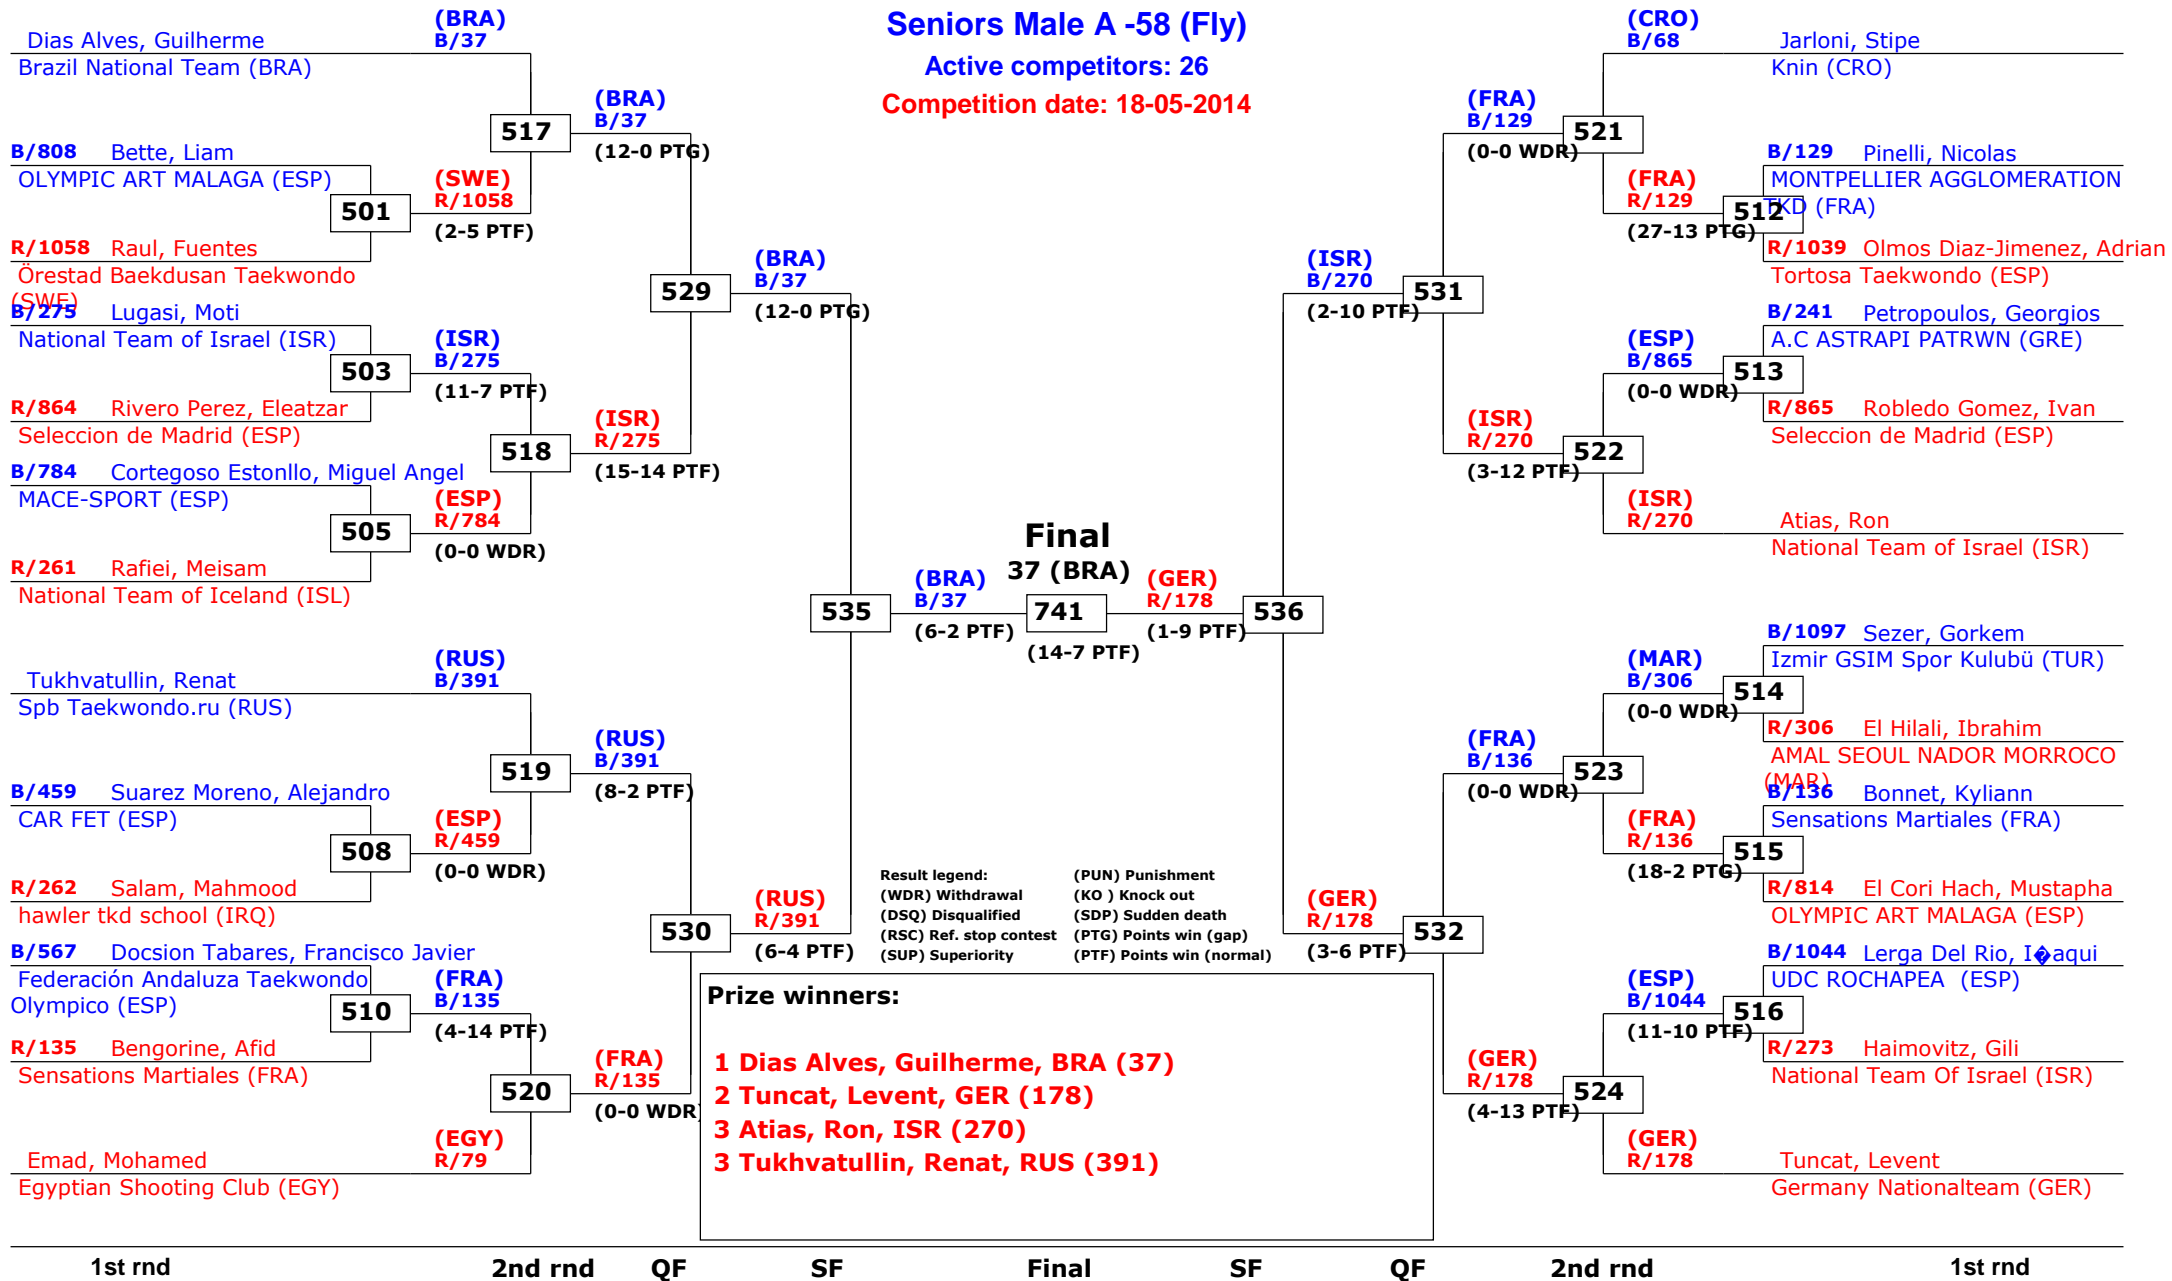 Seniors Male A -58 (Fly)
Active competitors: 26
Competition date: 18-05-2014
Dias Alves, Guilherme
Brazil National Team (BRA)
(BRA)
B/37
B/808 Bette, Liam
OLYMPIC ART MALAGA (ESP)
501
R/1058 Raul, Fuentes
Örestad Baekdusan Taekwondo
(SWE)
(SWE)
R/1058
(2-5 PTF)
517
(BRA)
B/37
(12-0 PTG)
B/275 Lugasi, Moti
National Team of Israel (ISR)
503
R/864 Rivero Perez, Eleatzar
Seleccion de Madrid (ESP)
(ISR)
B/275
(11-7 PTF)
518
(ISR)
R/275
(15-14 PTF)
B/784 Cortegoso Estonllo, Miguel Angel
MACE-SPORT (ESP)
505
R/261 Rafiei, Meisam
National Team of Iceland (ISL)
(ESP)
R/784
(0-0 WDR)
529
(BRA)
B/37
(12-0 PTG)
Tukhvatullin, Renat
Spb Taekwondo.ru (RUS)
(RUS)
B/391
B/459 Suarez Moreno, Alejandro
CAR FET (ESP)
508
R/262 Salam, Mahmood
hawler tkd school (IRQ)
(ESP)
R/459
(0-0 WDR)
519
(RUS)
B/391
(8-2 PTF)
B/567 Docsion Tabares, Francisco Javier
Federación Andaluza Taekwondo
Olympico (ESP)
510
R/135 Bengorine, Afid
Sensations Martiales (FRA)
(FRA)
B/135
(4-14 PTF)
520
(FRA)
R/135
(0-0 WDR)
Emad, Mohamed
Egyptian Shooting Club (EGY)
(EGY)
R/79
530
(RUS)
R/391
(6-4 PTF)
535
(BRA)
B/37
(6-2 PTF)
Final
37 (BRA)
741
(14-7 PTF)
(GER)
R/178
(1-9 PTF)
536
(ISR)
B/270
(2-10 PTF)
531
(FRA)
B/129
(0-0 WDR)
521
(CRO)
B/68
Jarloni, Stipe
Knin (CRO)
(FRA)
R/129
(27-13 PTG)
512
B/129 Pinelli, Nicolas
MONTPELLIER AGGLOMERATION
TKD (FRA)
R/1039 Olmos Diaz-Jimenez, Adrian
Tortosa Taekwondo (ESP)
(ISR)
R/270
(3-12 PTF)
522
(ESP)
B/865
(0-0 WDR)
513
B/241 Petropoulos, Georgios
A.C ASTRAPI PATRWN (GRE)
R/865 Robledo Gomez, Ivan
Seleccion de Madrid (ESP)
(ISR)
R/270
Atias, Ron
National Team of Israel (ISR)
(GER)
R/178
(3-6 PTF)
532
(FRA)
B/136
(0-0 WDR)
523
(MAR)
B/306
(0-0 WDR)
514
B/1097 Sezer, Gorkem
Izmir GSIM Spor Kulubü (TUR)
R/306 El Hilali, Ibrahim
AMAL SEOUL NADOR MORROCO
(MAR)
(FRA)
R/136
(18-2 PTG)
515
B/136 Bonnet, Kyliann
Sensations Martiales (FRA)
R/814 El Cori Hach, Mustapha
OLYMPIC ART MALAGA (ESP)
(GER)
R/178
(4-13 PTF)
524
(ESP)
B/1044
(11-10 PTF)
516
B/1044 Lerga Del Rio, I�aqui
UDC ROCHAPEA (ESP)
R/273 Haimovitz, Gili
National Team Of Israel (ISR)
(GER)
R/178
Tuncat, Levent
Germany Nationalteam (GER)
Result legend:
(WDR) Withdrawal
(DSQ) Disqualified
(RSC) Ref. stop contest
(SUP) Superiority
(PUN) Punishment
(KO ) Knock out
(SDP) Sudden death
(PTG) Points win (gap)
(PTF) Points win (normal)
Prize winners:
1 Dias Alves, Guilherme, BRA (37)
2 Tuncat, Levent, GER (178)
3 Atias, Ron, ISR (270)
3 Tukhvatullin, Renat, RUS (391)
1st rnd 2nd rnd QF SF Final SF QF 2nd rnd 1st rnd